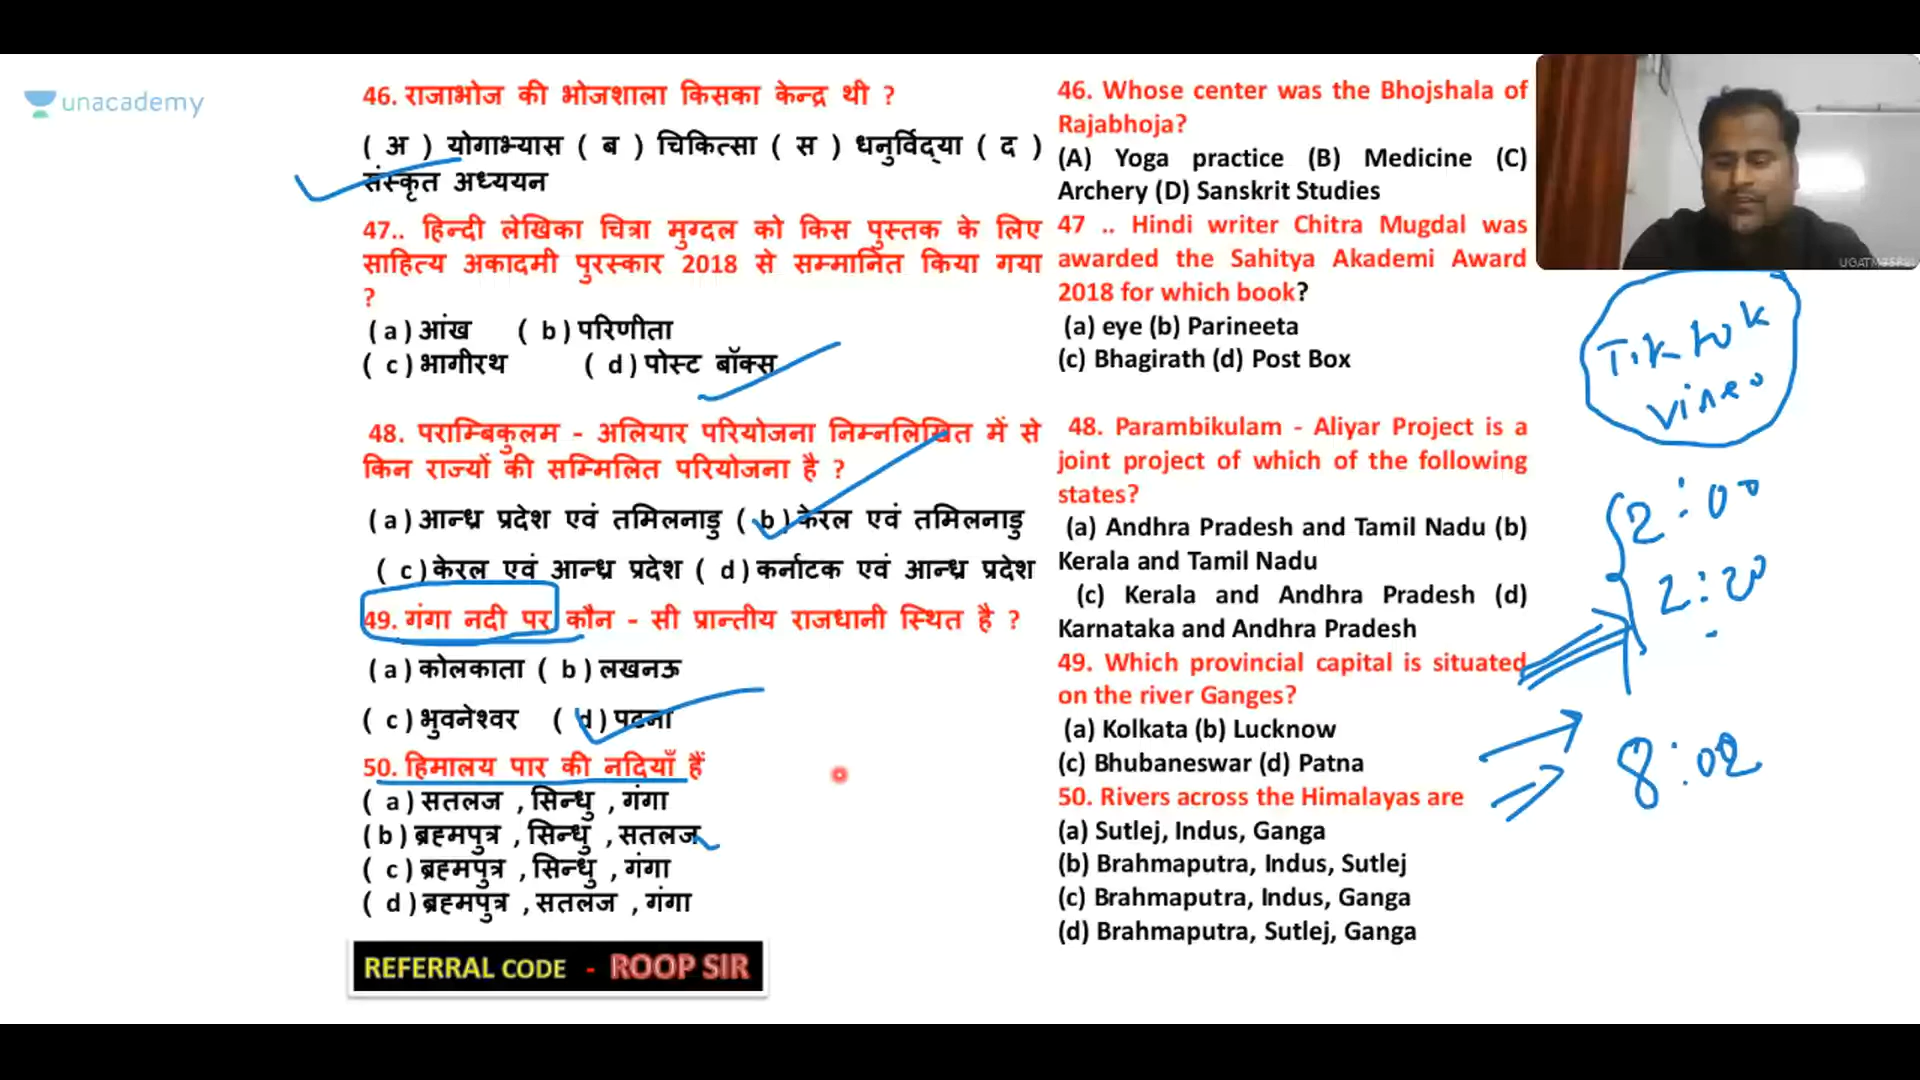 unacademy
46. राजाभोज की भोजशाला किसका केन्द्र थी ?
( अ ) योगाभ्यास ( ब ) चिकित्सा ( स ) धनुर्विद्या ( द )
संस्कृत अध्ययन
47.. हिन्दी लेखिका चित्रा मुग्दल को किस पुस्तक के लिए
साहित्य अकादमी पुरस्कार 2018 से सम्मानित किया गया
?
( a ) आंख ( b ) परिणीता
( c ) भागीरथ ( d ) पोस्ट बॉक्स
48. पराम्बिकुलम - अलियार परियोजना निम्नलिखित में से
किन राज्यों की सम्मिलित परियोजना है ?
( a ) आन्ध्र प्रदेश एवं तमिलनाडु ( b ) केरल एवं तमिलनाडु
( c ) केरल एवं आन्ध्र प्रदेश ( d ) कर्नाटक एवं आन्ध्र प्रदेश
49. गंगा नदी पर कौन - सी प्रान्तीय राजधानी स्थित है ?
( a ) कोलकाता ( b ) लखनऊ
( c ) भुवनेश्वर ( d ) पटना
50. हिमालय पार की नदियाँ हैं
( a ) सतलज , सिन्धु , गंगा
( b ) ब्रह्मपुत्र , सिन्धु , सतलज
( c ) ब्रह्मपुत्र , सिन्धु , गंगा
( d ) ब्रह्मपुत्र , सतलज , गंगा
REFERRAL CODE - ROOP SIR
46. Whose center was the Bhojshala of
Rajabhoja?
(A) Yoga practice (B) Medicine (C)
Archery (D) Sanskrit Studies
47 .. Hindi writer Chitra Mugdal was
awarded the Sahitya Akademi Award
2018 for which book?
(a) eye (b) Parineeta
(c) Bhagirath (d) Post Box
48. Parambikulam - Aliyar Project is a
joint project of which of the following
states?
(a) Andhra Pradesh and Tamil Nadu (b)
Kerala and Tamil Nadu
(c) Kerala and Andhra Pradesh (d)
Karnataka and Andhra Pradesh
49. Which provincial capital is situated
on the river Ganges?
(a) Kolkata (b) Lucknow
(c) Bhubaneswar (d) Patna
50. Rivers across the Himalayas are
(a) Sutlej, Indus, Ganga
(b) Brahmaputra, Indus, Sutlej
(c) Brahmaputra, Indus, Ganga
(d) Brahmaputra, Sutlej, Ganga
Tiktok
2:00
2:20
8:02